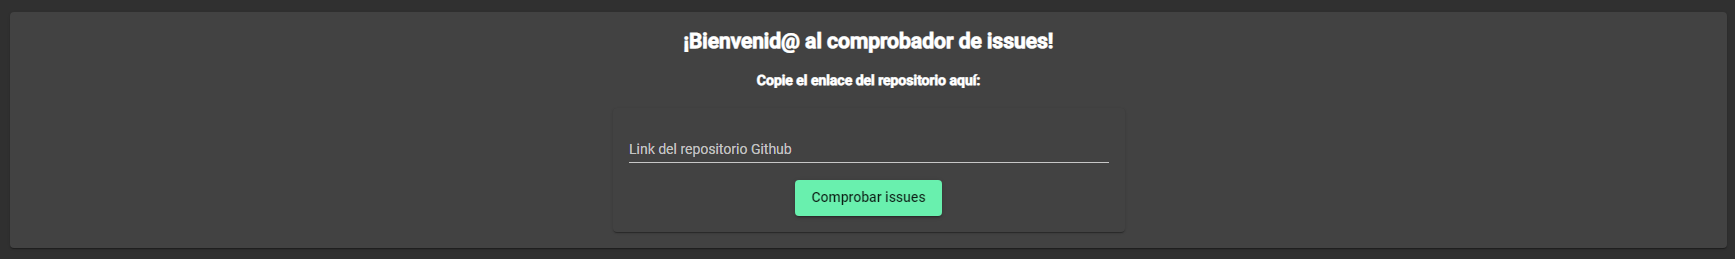 ¡Bienvenid@ al comprobador de issues!
Copie el enlace del repositorio aquí:
Link del repositorio Github
Comprobar issues